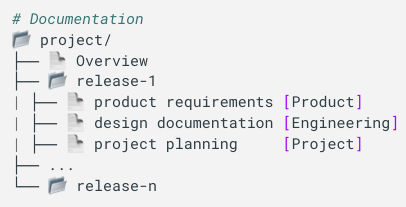 # Documentation
📂 project/
├── 📄 Overview
├── 📂 release-1
|   ├── 📄 product requirements [Product]
|   ├── 📄 design documentation [Engineering]
|   ├── 📄 project planning     [Project]
├── ...
└── 📂 release-n